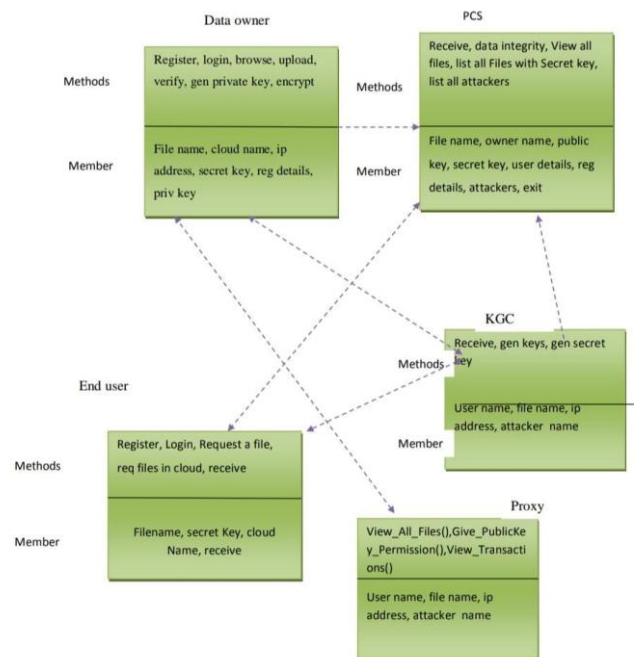 Data owner
PCS
Methods
Register, login, browse, upload,
verify, gen private key, encrypt
Member
File name, cloud name, ip
address, secret key, reg details,
priv key
Methods
Receive, data integrity, View all
files, list all Files with Secret key,
list all attackers
Member
File name, owner name, public
key, secret key, user details, reg
details, attackers, exit
KGC
Methods
Receive, gen keys, gen secret
key
Member
User name, file name, ip
address, attacker name
End user
Methods
Register, Login, Request a file,
req files in cloud, receive
Member
Filename, secret Key, cloud
Name, receive
Proxy
View_All_Files(),Give_PublicKe
y_Permission(),View_Transacti
ons()
User name, file name, ip
address, attacker name